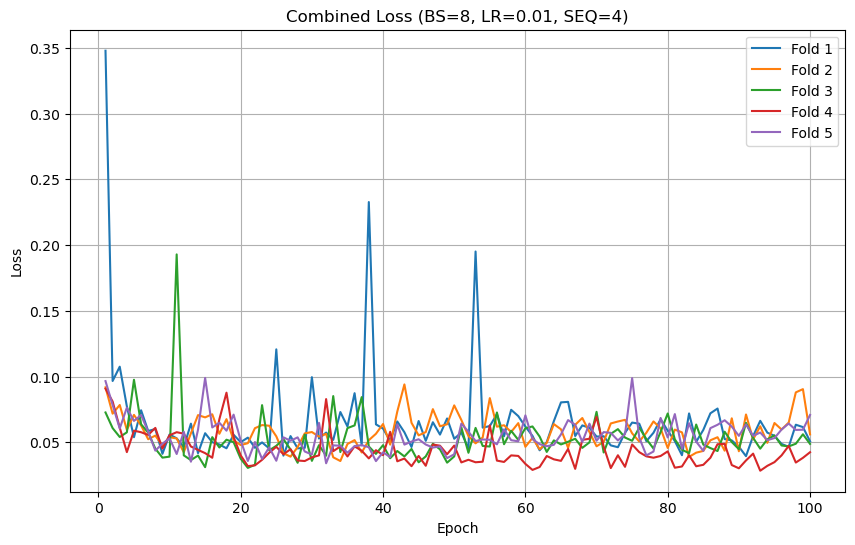 Combined Loss (BS=8, LR=0.01, SEQ=4)
Fold 1
Fold 2
Fold 3
Fold 4
Fold 5
Loss
0.35
0.30
0.25
0.20
0.15
0.10
0.05
0
20
40
60
80
100
Epoch